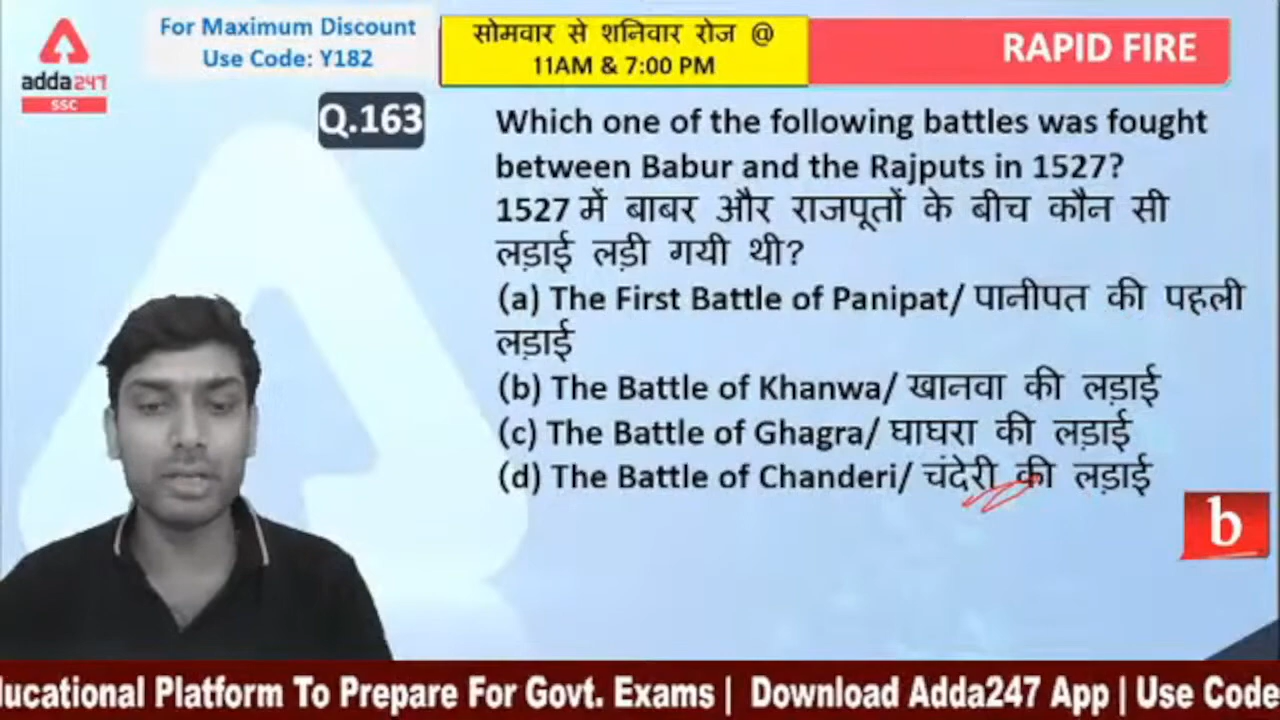 For Maximum Discount
Use Code: Y182
सोमवार से शनिवार रोज @
11AM & 7:00 PM
RAPID FIRE
adda247
SSC
Q.163
Which one of the following battles was fought
between Babur and the Rajputs in 1527?
1527 में बाबर और राजपूतों के बीच कौन सी
लड़ाई लड़ी गयी थी?
(a) The First Battle of Panipat/ पानीपत की पहली
लड़ाई
(b) The Battle of Khanwa/ खानवा की लड़ाई
(c) The Battle of Ghagra/ घाघरा की लड़ाई
(d) The Battle of Chanderi/ चंदेरी की लड़ाई
b
ducational Platform To Prepare For Govt. Exams | Download Adda247 App | Use Code